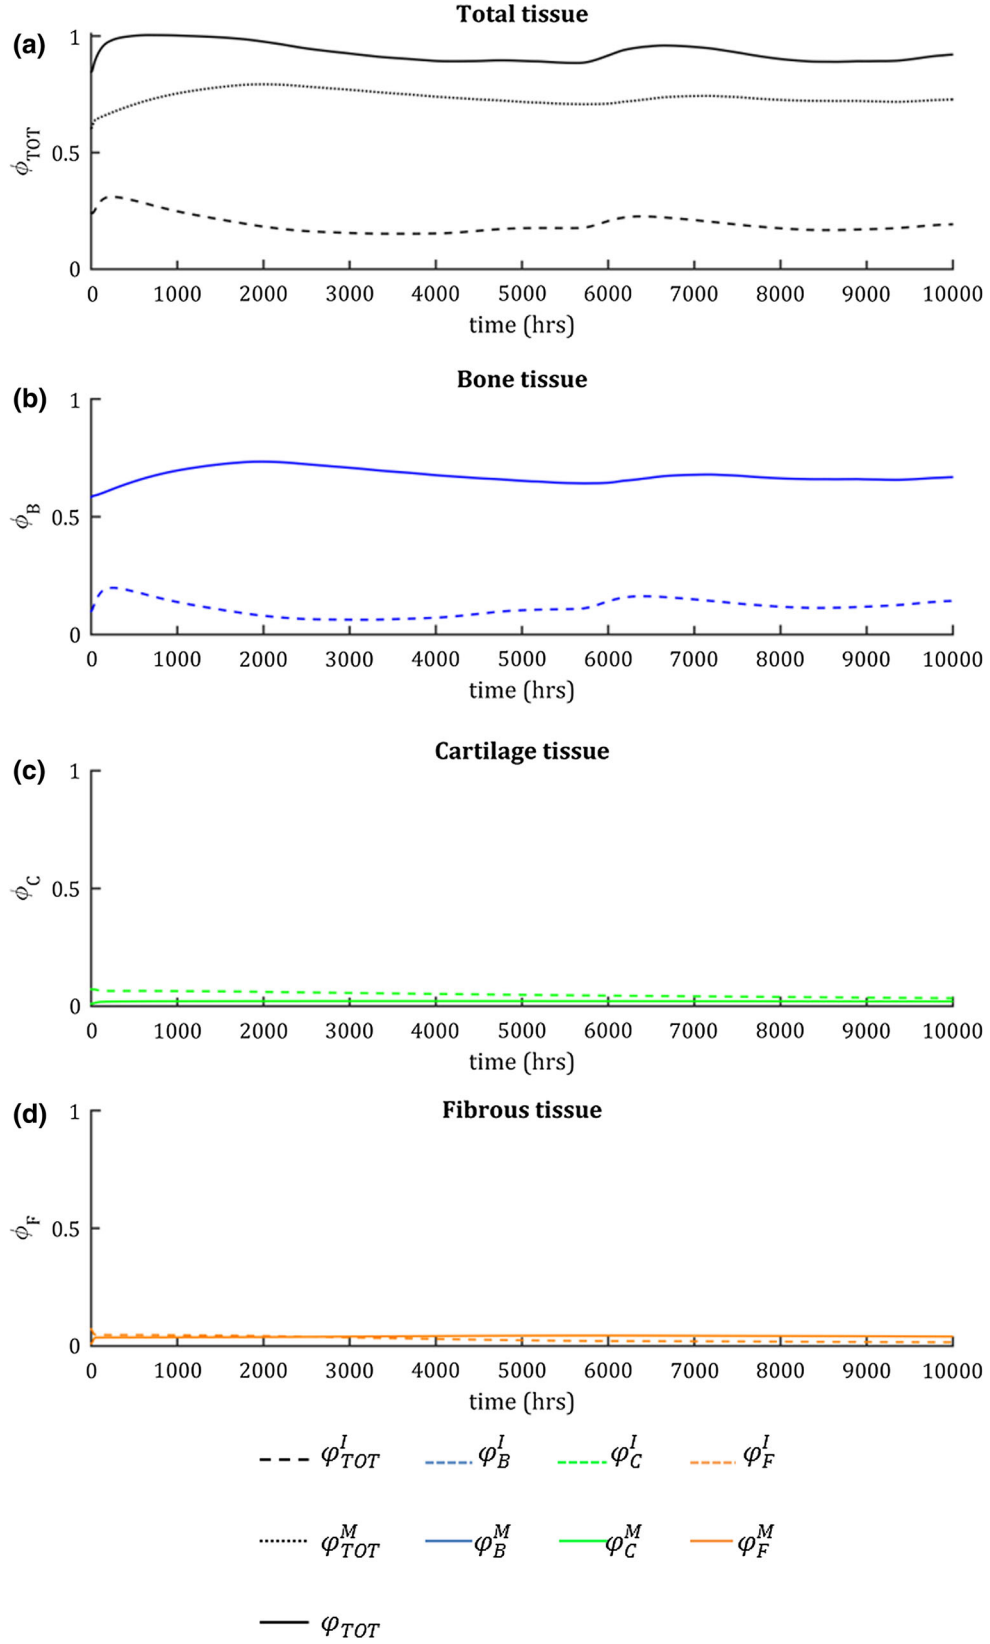 Total tissue
(a)
1
0.5
0
ϕTOT
0 1000 2000 3000 4000 5000 6000 7000 8000 9000 10000
time (hrs)
Bone tissue
(b)
1
0.5
0
ϕB
0 1000 2000 3000 4000 5000 6000 7000 8000 9000 10000
time (hrs)
Cartilage tissue
(c)
1
0.5
0
ϕC
0 1000 2000 3000 4000 5000 6000 7000 8000 9000 10000
time (hrs)
Fibrous tissue
(d)
1
0.5
0
ϕF
0 1000 2000 3000 4000 5000 6000 7000 8000 9000 10000
time (hrs)
φ^I_TOT φ^I_B φ^I_C φ^I_F
φ^M_TOT φ^M_B φ^M_C φ^M_F
φ_TOT